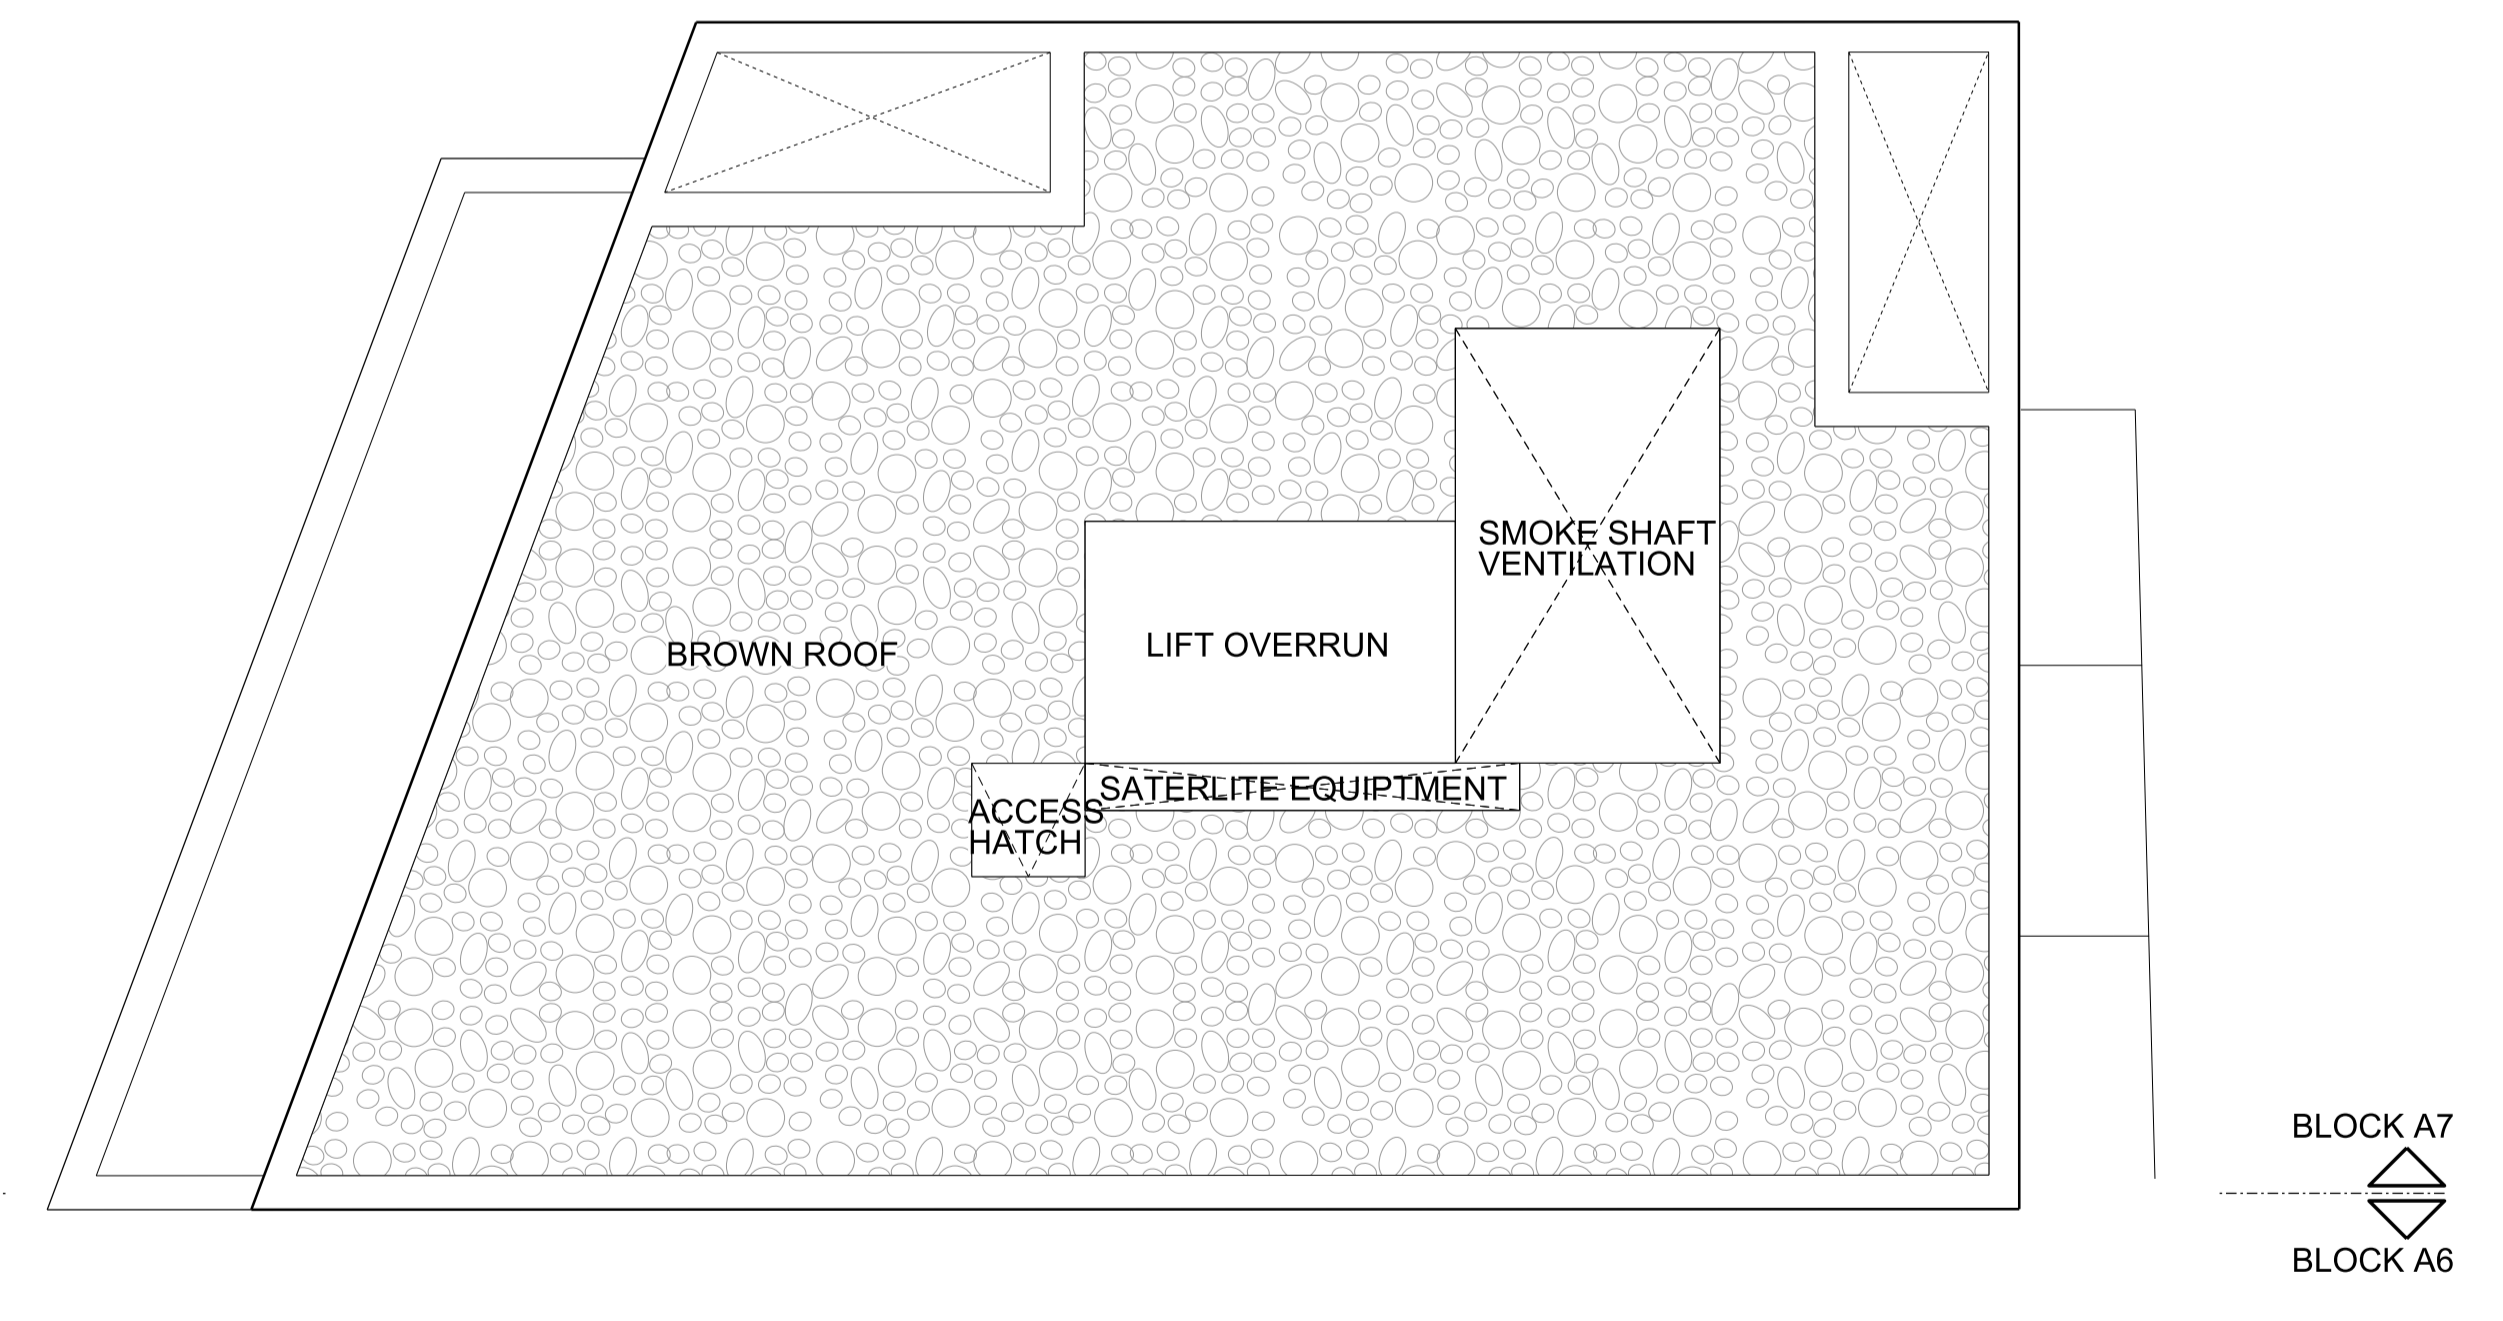 SMOKE SHAFT
VENTILATION
LIFT OVERRUN
BROWN ROOF
SATERLITE EQUIPTMENT
ACCESS
HATCH
BLOCK A7
BLOCK A6